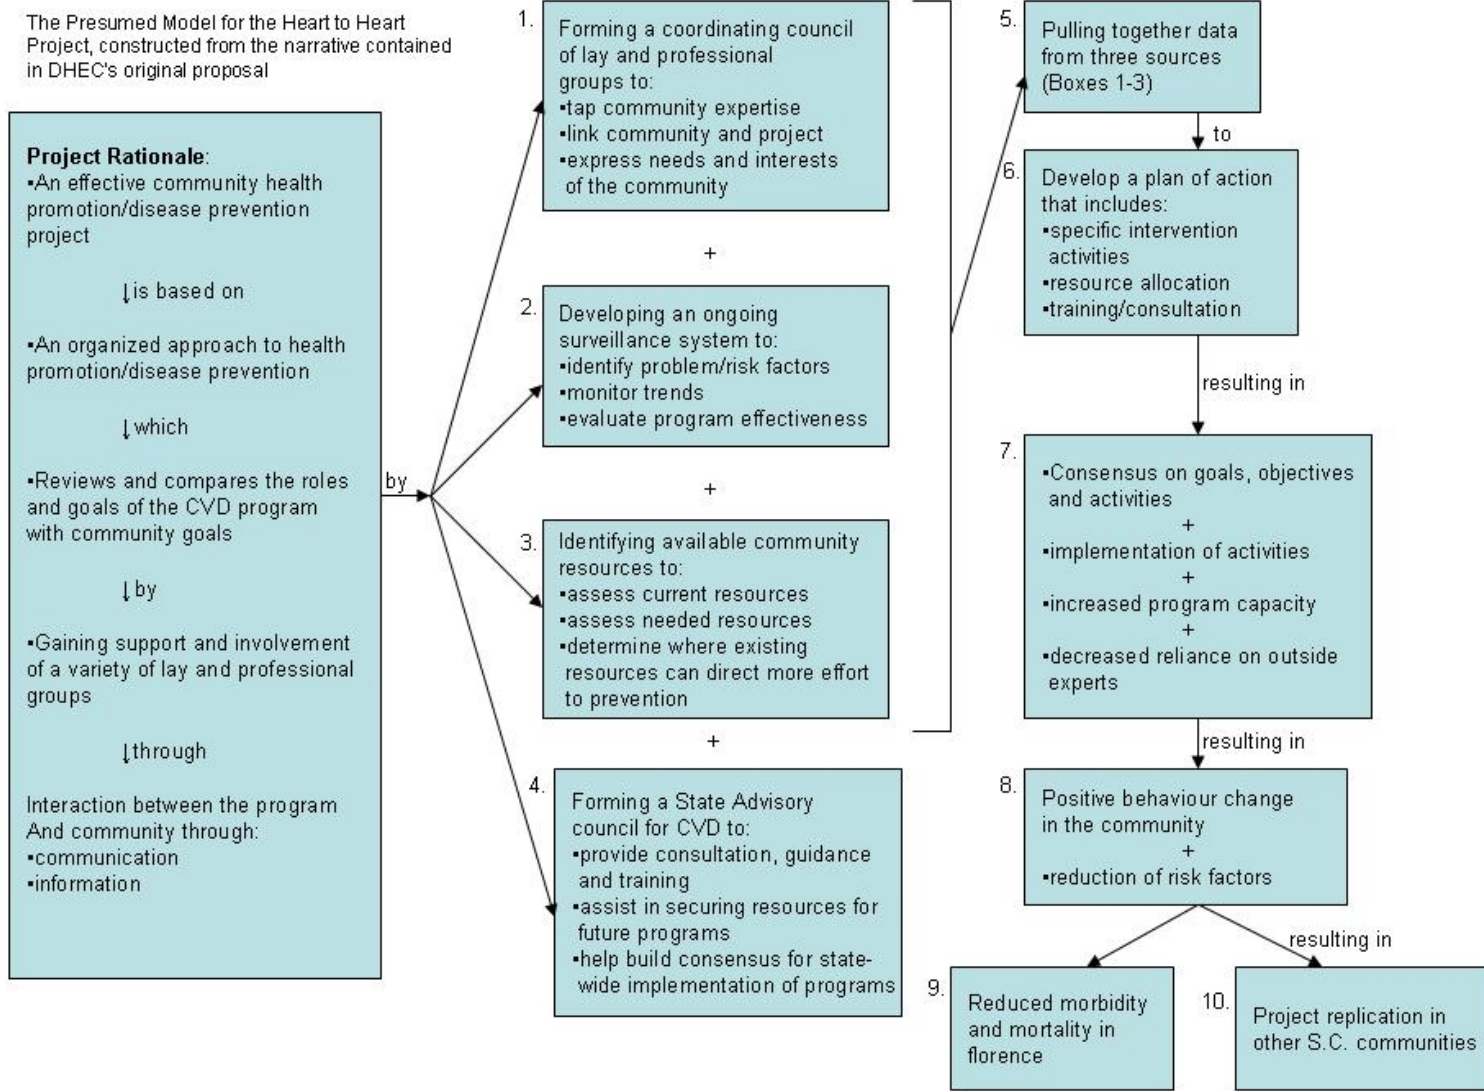 The Presumed Model for the Heart to Heart
Project, constructed from the narrative contained
in DHEC's original proposal
Project Rationale:
▪An effective community health
promotion/disease prevention
project
↓is based on
▪An organized approach to health
promotion/disease prevention
↓which
▪Reviews and compares the roles
and goals of the CVD program
with community goals
↓by
▪Gaining support and involvement
of a variety of lay and professional
groups
↓through
Interaction between the program
And community through:
▪communication
▪information
by
1.
Forming a coordinating council
of lay and professional
groups to:
▪tap community expertise
▪link community and project
▪express needs and interests
of the community
+
2.
Developing an ongoing
surveillance system to:
▪identify problem/risk factors
▪monitor trends
▪evaluate program effectiveness
+
3.
Identifying available community
resources to:
▪assess current resources
▪assess needed resources
▪determine where existing
resources can direct more effort
to prevention
+
4.
Forming a State Advisory
council for CVD to:
▪provide consultation, guidance
and training
▪assist in securing resources for
future programs
▪help build consensus for state-
wide implementation of programs
5.
Pulling together data
from three sources
(Boxes 1-3)
to
6.
Develop a plan of action
that includes:
▪specific intervention
activities
▪resource allocation
▪training/consultation
resulting in
7.
▪Consensus on goals, objectives
and activities
+
▪implementation of activities
+
▪increased program capacity
+
▪decreased reliance on outside
experts
resulting in
8.
Positive behaviour change
in the community
+
▪reduction of risk factors
resulting in
9.
Reduced morbidity
and mortality in
florence
10.
Project replication in
other S.C. communities